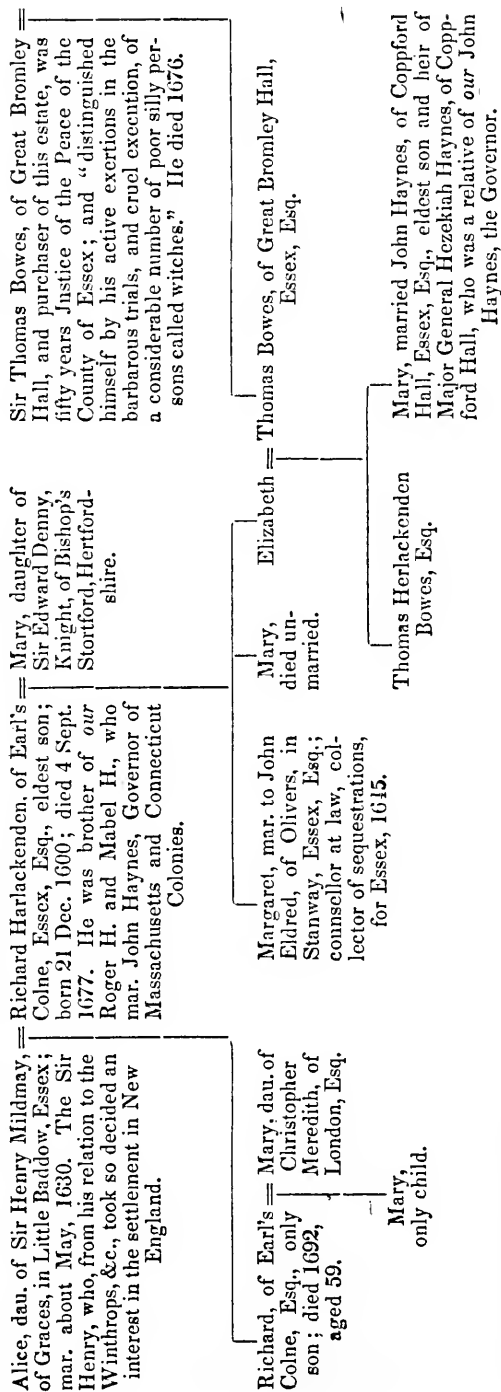 Alice, dau. of Sir Henry Mildmay,
of Graces, in Little Baddow, Essex;
mar. about May, 1630. The Sir
Henry, who, from his relation to the
Winthrops, &c., took so decided an
interest in the settlement in New
England.
=
Richard Harlackenden, of Earl's
Colne, Essex, Esq., eldest son;
born 21 Dec. 1600; died 4 Sept.
1677. He was brother of our
Roger H. and Mabel H., who
mar. John Haynes, Governor of
Massachusetts and Connecticut
Colonies.
=
Mary, daughter of
Sir Edward Denny,
Knight, of Bishop's
Stortford, Hertford-
shire.
Sir Thomas Bowes, of Great Bromley =
Hall, and purchaser of this estate, was
fifty years Justice of the Peace of the
County of Essex; and "distinguished
himself by his active exertions in the
barbarous trials, and cruel execution, of
a considerable number of poor silly per-
sons called witches." He died 1676.
Richard, of Earl's
Colne, Esq., only
son; died 1692,
aged 59.
=
Mary, dau. of
Christopher
Meredith, of
London, Esq.
Margaret, mar. to John
Eldred, of Olivers, in
Stanway, Essex, Esq.;
counsellor at law, col-
lector of sequestrations,
for Essex, 1645.
Mary,
died un-
married.
Elizabeth = Thomas Bowes, of Great Bromley Hall,
Essex, Esq.
Mary,
only child.
Thomas Herlackenden
Bowes, Esq.
Mary, married John Haynes, of Coppford
Hall, Essex, Esq., eldest son and heir of
Major General Hezekiah Haynes, of Copp-
ford Hall, who was a relative of our John
Haynes, the Governor.